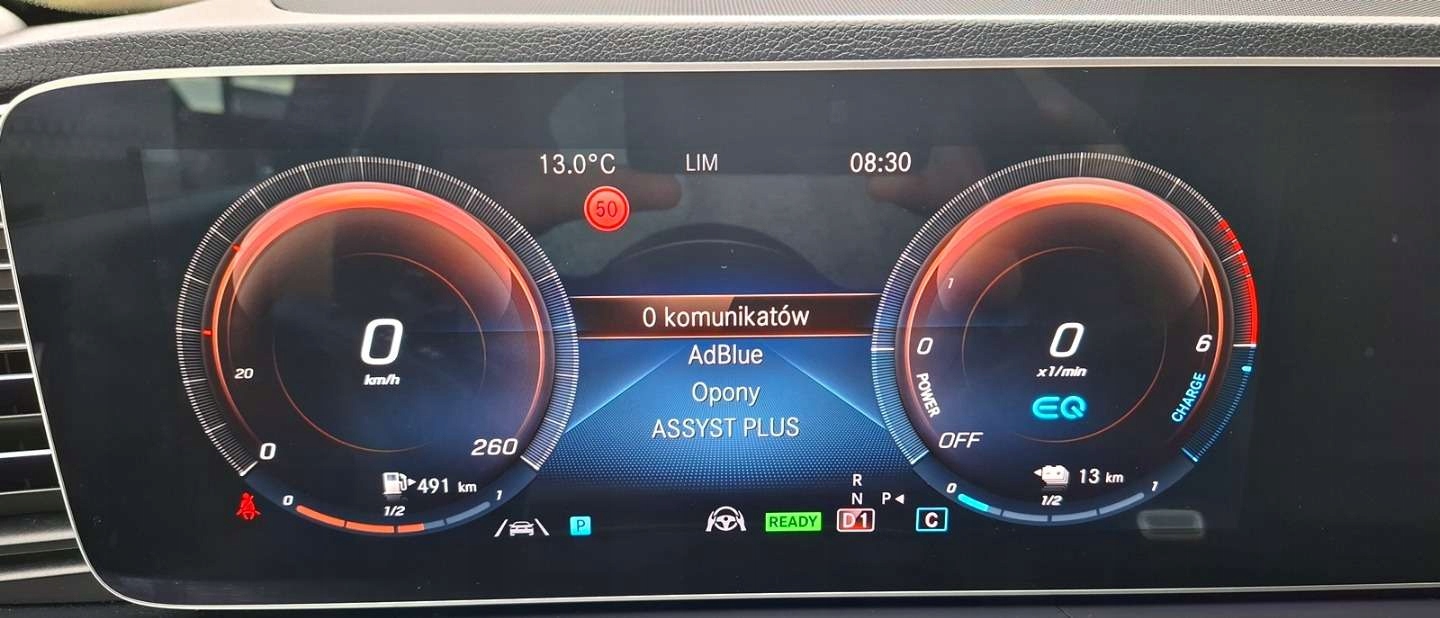 13.0°C LIM 08:30
50
0 komunikatów
AdBlue
Opony
ASSYST PLUS
0
km/h
20
0
260
491 km
0 1/2 1
1
0
x1/min
0
6
POWER
CHARGE
EQ
OFF
13 km
0 1/2 1
R
N P
D1
P
READY
C